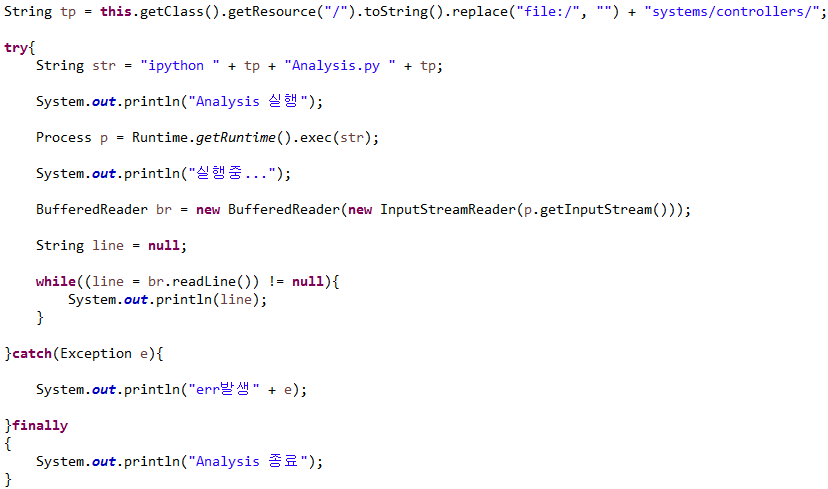 String tp = this.getClass().getResource("/").toString().replace("file:/", "") + "systems/controllers/";
try{
String str = "ipython " + tp + "Analysis.py " + tp;
System.out.println("Analysis 실행");
Process p = Runtime.getRuntime().exec(str);
System.out.println("실행중...");
BufferedReader br = new BufferedReader(new InputStreamReader(p.getInputStream()));
String line = null;
while((line = br.readLine()) != null){
System.out.println(line);
}
}catch(Exception e){
System.out.println("err발생" + e);
}finally
{
System.out.println("Analysis 종료");
}